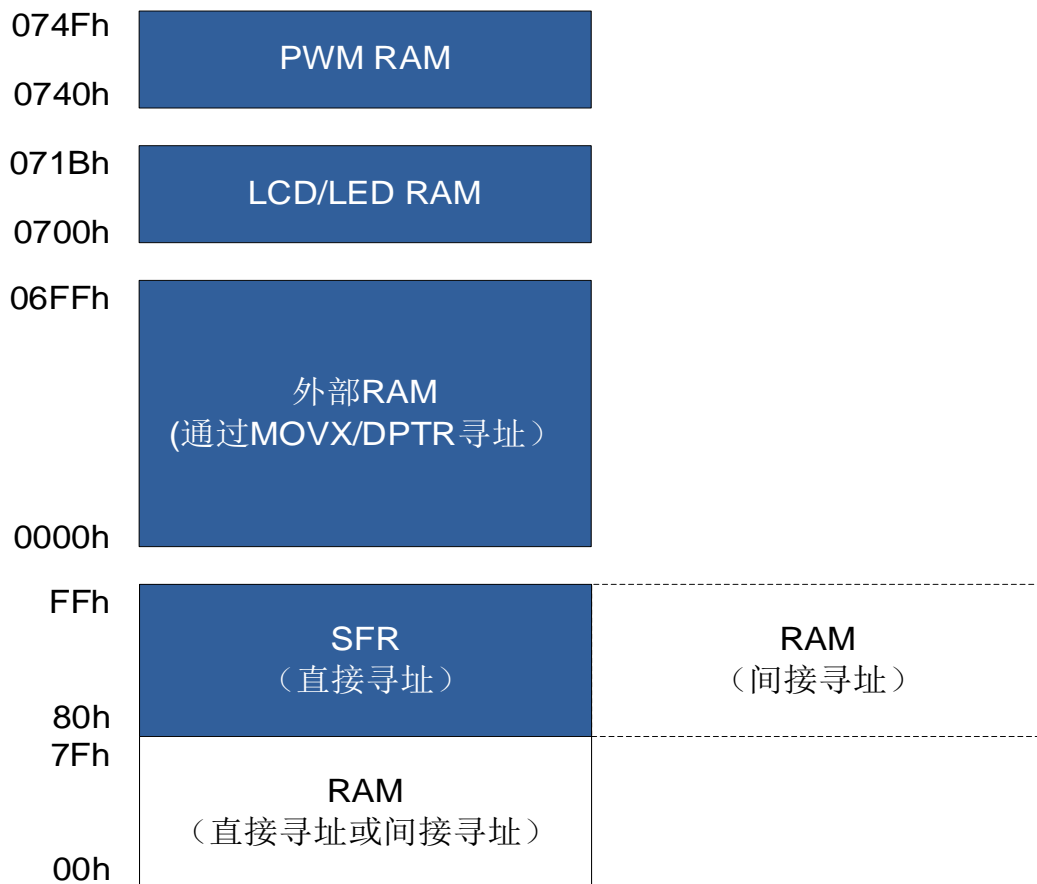 074Fh
PWM RAM
0740h
071Bh
LCD/LED RAM
0700h
06FFh
外部RAM
(通过MOVX/DPTR寻址）
0000h
FFh
SFR
（直接寻址）
RAM
（间接寻址）
80h
7Fh
RAM
（直接寻址或间接寻址）
00h